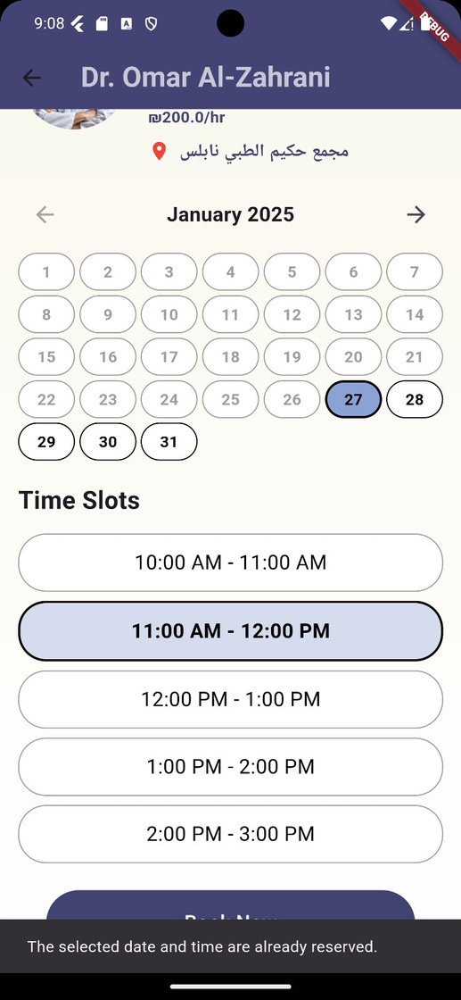 9:08
DEBUG
Dr. Omar Al-Zahrani
₪200.0/hr
مجمع حكيم الطبي نابلس
January 2025
1 2 3 4 5 6 7
8 9 10 11 12 13 14
15 16 17 18 19 20 21
22 23 24 25 26 27 28
29 30 31
Time Slots
10:00 AM - 11:00 AM
11:00 AM - 12:00 PM
12:00 PM - 1:00 PM
1:00 PM - 2:00 PM
2:00 PM - 3:00 PM
Book Now
The selected date and time are already reserved.